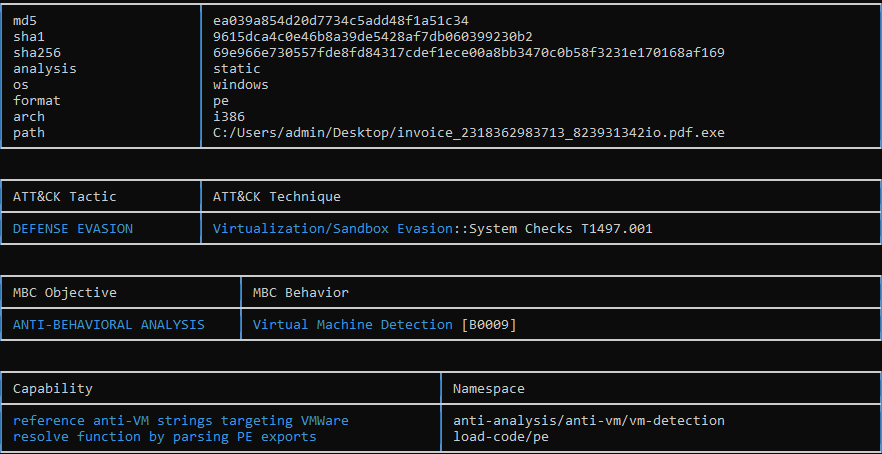 md5 ea039a854d20d7734c5add48f1a51c34
sha1 9615dca4c0e46b8a39de5428af7db060399230b2
sha256 69e966e730557fde8fd84317cdef1ece00a8bb3470c0b58f3231e170168af169
analysis static
os windows
format pe
arch i386
path C:/Users/admin/Desktop/invoice_2318362983713_823931342io.pdf.exe
ATT&CK Tactic ATT&CK Technique
DEFENSE EVASION Virtualization/Sandbox Evasion::System Checks T1497.001
MBC Objective MBC Behavior
ANTI-BEHAVIORAL ANALYSIS Virtual Machine Detection [B0009]
Capability Namespace
reference anti-VM strings targeting VMWare anti-analysis/anti-vm/vm-detection
resolve function by parsing PE exports load-code/pe